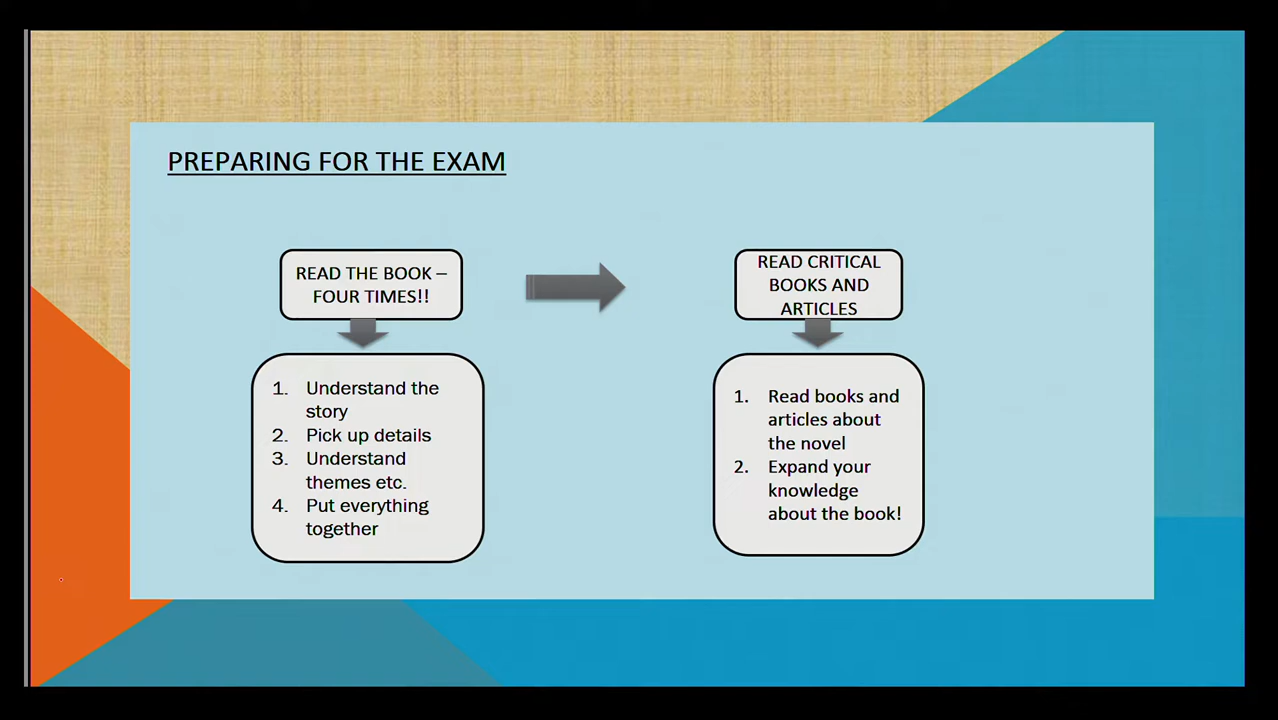 PREPARING FOR THE EXAM
READ THE BOOK –
FOUR TIMES!!
1. Understand the
story
2. Pick up details
3. Understand
themes etc.
4. Put everything
together
READ CRITICAL
BOOKS AND
ARTICLES
1. Read books and
articles about
the novel
2. Expand your
knowledge
about the book!